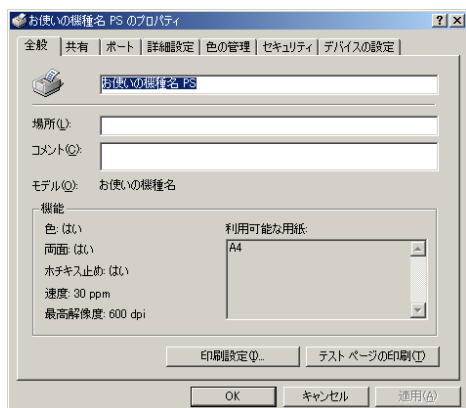 お使いの機種名 PS のプロパティ
全般 共有 ポート 詳細設定 色の管理 セキュリティ デバイスの設定
お使いの機種名 PS
場所(L):
コメント(C):
モデル(O): お使いの機種名
機能
色: はい 利用可能な用紙:
両面: はい A4
ホチキス止め: はい
速度: 30 ppm
最高解像度: 600 dpi
印刷設定(I)... テスト ページの印刷(T)
OK キャンセル 適用(A)